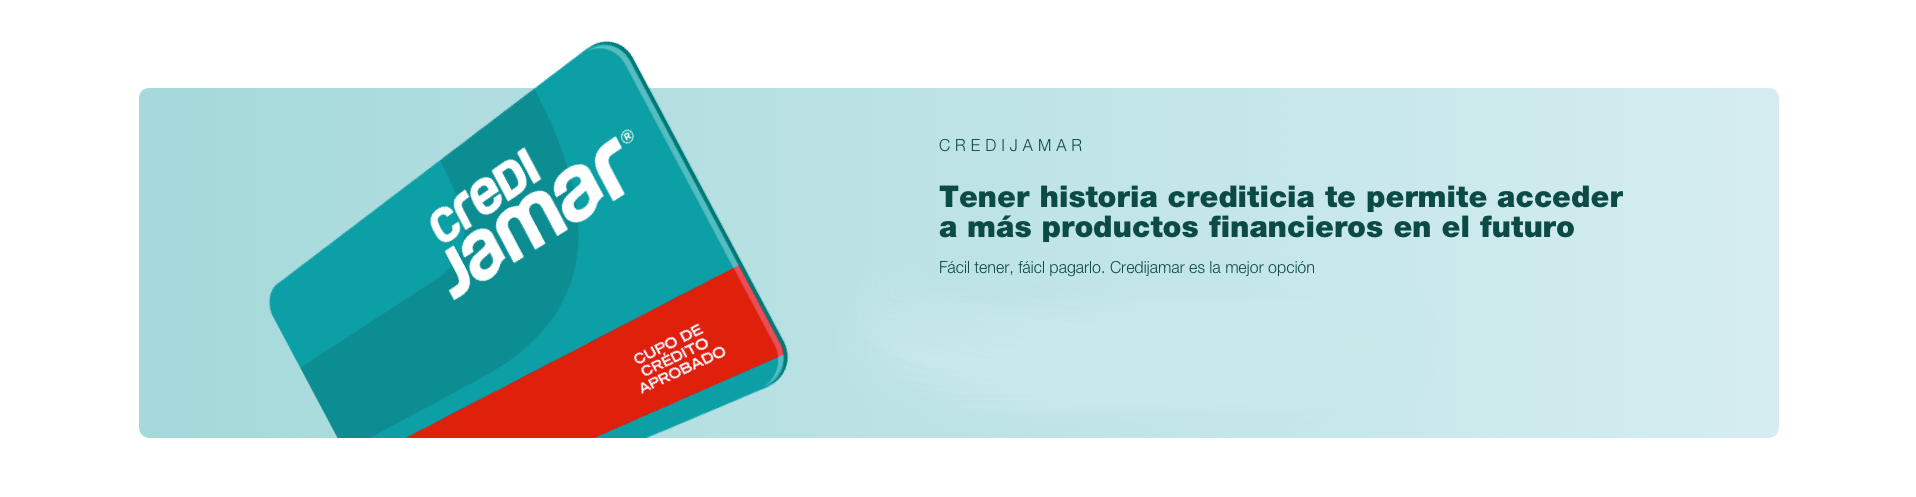 CREDI
jamar®
CUPO DE
CRÉDITO
APROBADO
CREDIJAMAR
Tener historia crediticia te permite acceder
a más productos financieros en el futuro
Fácil tener, fáicl pagarlo. Credijamar es la mejor opción